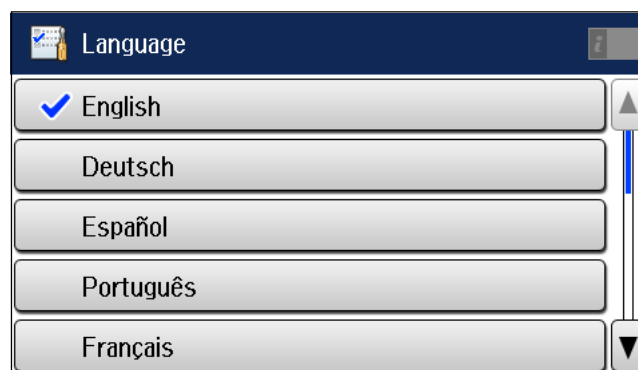 Language
i
English
Deutsch
Español
Português
Français